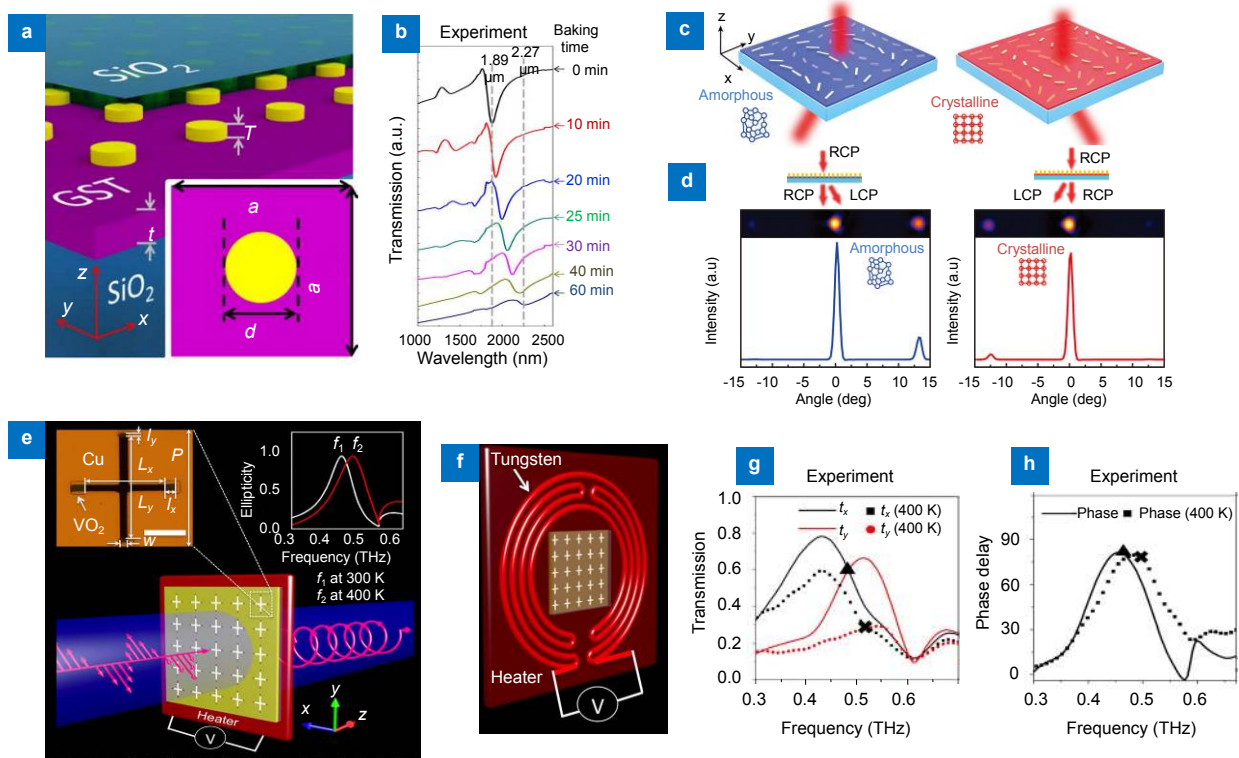 a
SiO2
T
GST
t
z
SiO2
y
x
a
a
d
b
Experiment
Baking
time
1.89
μm
2.27
μm
0 min
10 min
20 min
25 min
30 min
40 min
60 min
Transmission (a.u.)
1000 1500 2000 2500
Wavelength (nm)
c
z
y
x
Amorphous
Crystalline
d
RCP
RCP LCP
RCP
LCP RCP
Amorphous
Intensity (a.u)
-15 -10 -5 0 5 10 15
Angle (deg)
Crystalline
Intensity (a.u)
-15 -10 -5 0 5 10 15
Angle (deg)
e
ly
Cu
Lx
P
Ly
lx
VO2
w
f1 f2
Ellipticity
1.0
0.5
0.0
0.3 0.4 0.5 0.6
Frequency (THz)
f1 at 300 K
f2 at 400 K
Heater
V
y
x
z
f
Tungsten
Heater
V
g
Experiment
tx tx (400 K)
ty ty (400 K)
Transmission
1.0
0.8
0.6
0.4
0.2
0.0
0.3 0.4 0.5 0.6
Frequency (THz)
h
Experiment
Phase Phase (400 K)
Phase delay
90
60
30
0
0.3 0.4 0.5 0.6
Frequency (THz)